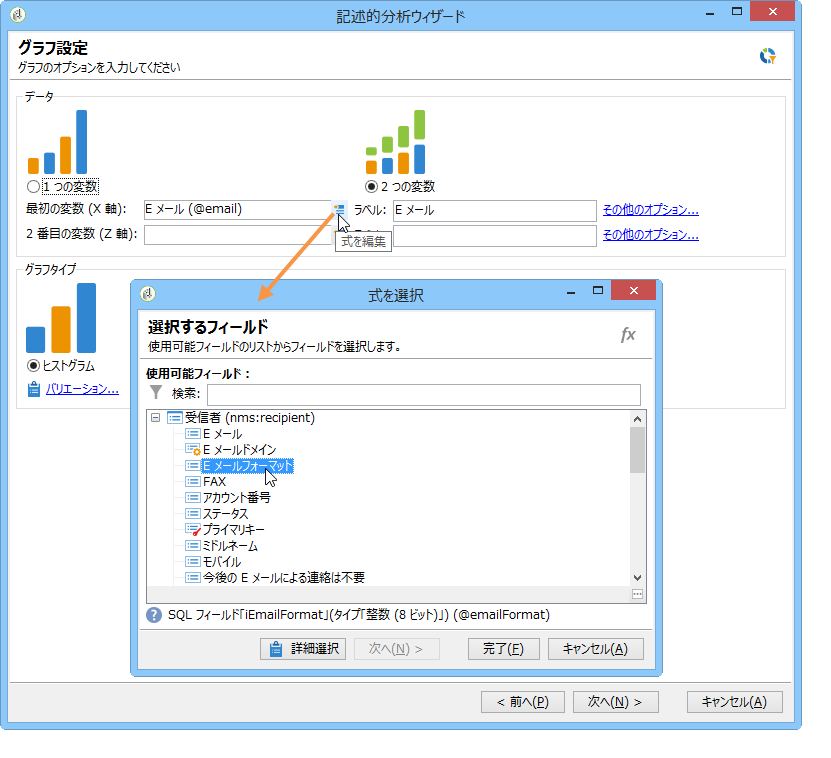 記述的分析ウィザード
グラフ設定
グラフのオプションを入力してください
データ
1 つの変数
2 つの変数
最初の変数 (X 軸):
E メール (@email)
ラベル:
E メール
その他のオプション...
2 番目の変数 (Z 軸):
その他のオプション...
式を編集
グラフタイプ
ヒストグラム
バリエーション...
式を選択
選択するフィールド
使用可能フィールドのリストからフィールドを選択します。
fx
使用可能フィールド :
検索:
受信者 (nms:recipient)
E メール
E メールドメイン
E メールフォーマット
FAX
アカウント番号
ステータス
プライマリキー
ミドルネーム
モバイル
今後の E メールによる連絡は不要
SQL フィールド「iEmailFormat」(タイプ「整数 (8 ビット)」) (@emailFormat)
詳細選択
次へ(N) >
完了(F)
キャンセル(A)
< 前へ(P)
次へ(N) >
キャンセル(A)